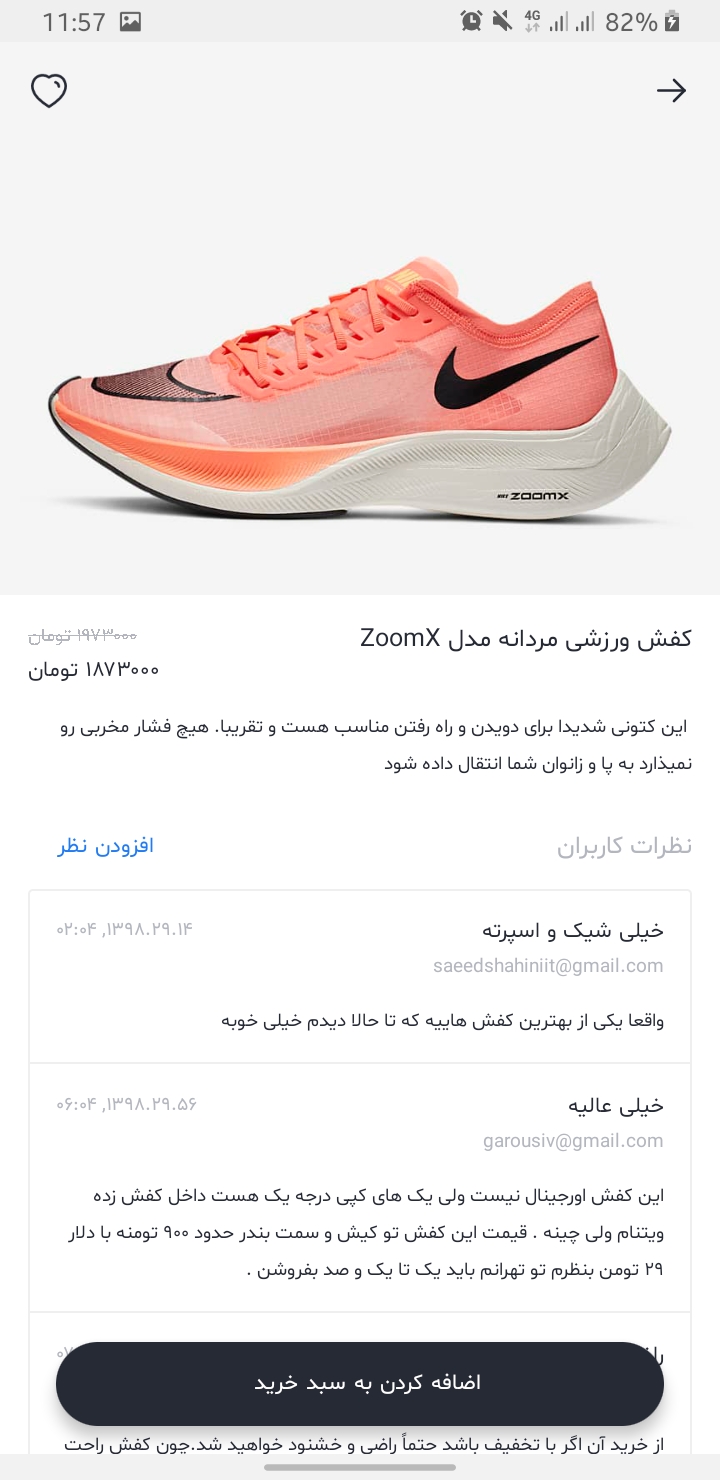 11:57
4G
82%
NIKE ZOOMX
کفش ورزشی مردانه مدل ZoomX
۱۹۷۳۰۰۰ تومان
۱۸۷۳۰۰۰ تومان
این کتونی شدیدا برای دویدن و راه رفتن مناسب هست و تقریبا. هیچ فشار مخربی رو
نمیذارد به پا و زانوان شما انتقال داده شود
نظرات کاربران
افزودن نظر
خیلی شیک و اسپرته
۱۳۹۸.۲۹.۱۴, ۰۲:۰۴
saeedshahiniit@gmail.com
واقعا یکی از بهترین کفش هاییه که تا حالا دیدم خیلی خوبه
خیلی عالیه
۱۳۹۸.۲۹.۵۶, ۰۶:۰۴
garousiv@gmail.com
این کفش اورجینال نیست ولی یک های کپی درجه یک هست داخل کفش زده
ویتنام ولی چینه . قیمت این کفش تو کیش و سمت بندر حدود ۹۰۰ تومنه با دلار
۲۹ تومن بنظرم تو تهرانم باید یک تا یک و صد بفروشن .
اضافه کردن به سبد خرید
از خرید آن اگر با تخفیف باشد حتماً راضی و خشنود خواهید شد.چون کفش راحت